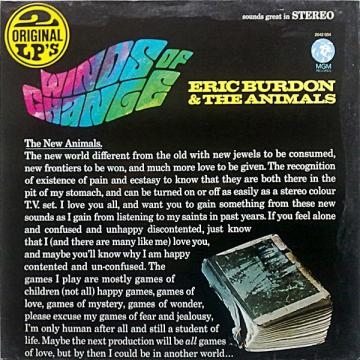 2
ORIGINAL
LP'S
sounds great in STEREO
2642 604
MGM
RECORDS
WINDS OF
CHANGE
ERIC BURDON
& THE ANIMALS
The New Animals.
The new world different from the old with new jewels to be consumed,
new frontiers to be won, and much more love to be given. The recognition
of existence of pain and ecstasy to know that they are both there in the
pit of my stomach, and can be turned on or off as easily as a stereo colour
T.V. set. I love you all, and want you to gain something from these new
sounds as I gain from listening to my saints in past years. If you feel alone
and confused and unhappy discontented, just know
that I (and there are many like me) love you,
and maybe you'll know why I am happy
contented and un-confused. The
games I play are mostly games of
children (not all) happy games, games of
love, games of mystery, games of wonder,
please excuse my games of fear and jealousy,
I'm only human after all and still a student of
life. Maybe the next production will be all games
of love, but by then I could be in another world...